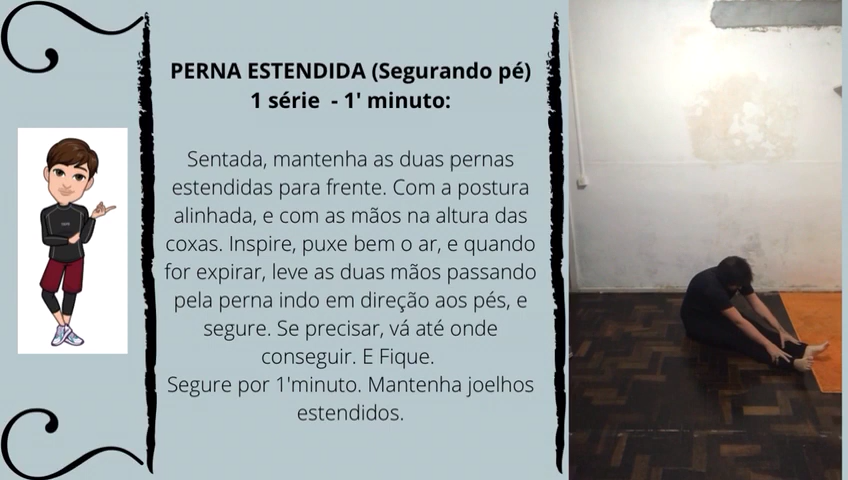 PERNA ESTENDIDA (Segurando pé)
1 série - 1' minuto:
Sentada, mantenha as duas pernas
estendidas para frente. Com a postura
alinhada, e com as mãos na altura das
coxas. Inspire, puxe bem o ar, e quando
for expirar, leve as duas mãos passando
pela perna indo em direção aos pés, e
segure. Se precisar, vá até onde
conseguir. E Fique.
Segure por 1'minuto. Mantenha joelhos
estendidos.